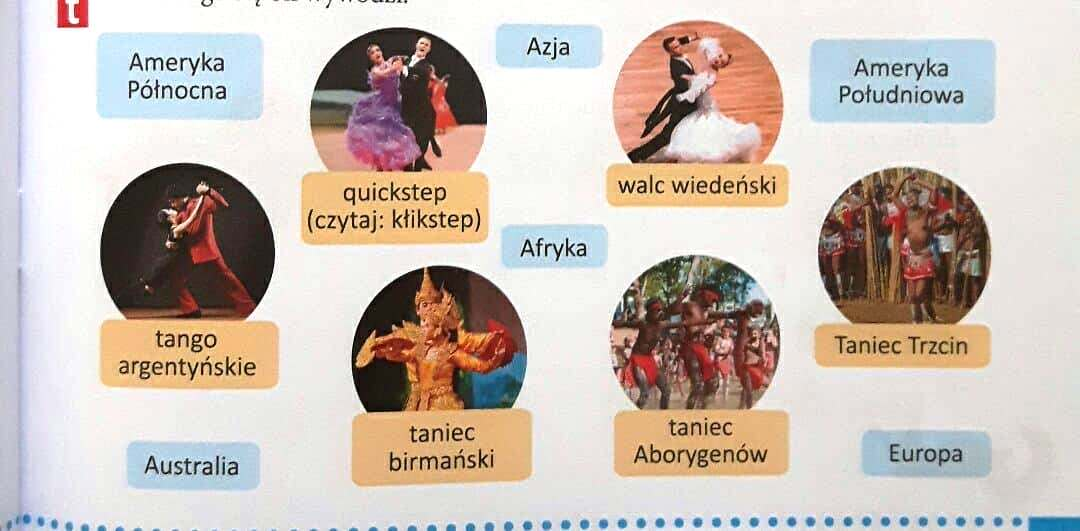 t
wywodzi.
Ameryka
Północna
Azja
Ameryka
Południowa
quickstep
(czytaj: kłikstep)
walc wiedeński
Afryka
tango
argentyńskie
Taniec Trzcin
taniec
birmański
taniec
Aborygenów
Australia
Europa